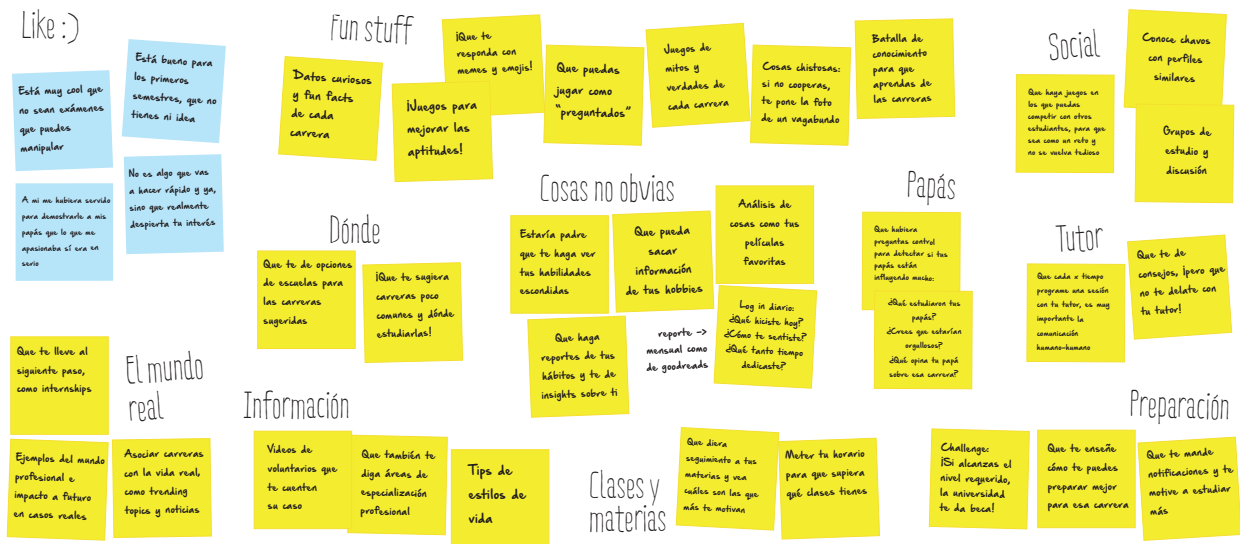 Like :)
Está muy cool que
no sean exámenes
que puedes
manipular
Está bueno para
los primeros
semestres, que no
tienes ni idea
A mi me hubiera servido
para demostrarle a mis
papás que lo que me
apasionaba sí era en
serio
No es algo que vas
a hacer rápido y ya,
sino que realmente
despierta tu interés
Fun stuff
Datos curiosos
y fun facts
de cada
carrera
¡Que te
responda con
memes y emojis!
¡Juegos para
mejorar las
aptitudes!
Que puedas
jugar como
"preguntados"
Juegos de
mitos y
verdades de
cada carrera
Cosas chistosas:
si no cooperas,
te pone la foto
de un vagabundo
Batalla de
conocimiento
para que
aprendas de
las carreras
Social
Que haya juegos en
los que puedas
competir con otros
estudiantes, para que
sea como un reto y
no se vuelva tedioso
Conoce chavos
con perfiles
similares
Grupos de
estudio y
discusión
Dónde
Que te de opciones
de escuelas para
las carreras
sugeridas
¡Que te sugiera
carreras poco
comunes y dónde
estudiarlas!
Cosas no obvias
Estaría padre
que te haga ver
tus habilidades
escondidas
Que pueda
sacar
información
de tus hobbies
Análisis de
cosas como tus
películas
favoritas
Que haga
reportes de tus
hábitos y te de
insights sobre ti
reporte ->
mensual como
de goodreads
Log in diario:
¿Qué hiciste hoy?
¿Cómo te sentiste?
¿Qué tanto tiempo
dedicaste?
Papás
Que hubiera
preguntas control
para detectar si tus
papás están
influyendo mucho:
¿Qué estudiaron tus
papás?
¿Crees que estarían
orgullosos?
¿Qué opina tu papá
sobre esa carrera?
Tutor
Que cada x tiempo
programe una sesión
con tu tutor, es muy
importante la
comunicación
humano-humano
Que te de
consejos, ¡pero que
no te delate con
tu tutor!
El mundo
real
Que te lleve al
siguiente paso,
como internships
Ejemplos del mundo
profesional e
impacto a futuro
en casos reales
Asociar carreras
con la vida real,
como trending
topics y noticias
Información
Videos de
voluntarios que
te cuenten
su caso
Que también te
diga áreas de
especialización
profesional
Tips de
estilos de
vida
Clases y
materias
Que diera
seguimiento a tus
materias y vea
cuáles son las que
más te motivan
Meter tu horario
para que supiera
qué clases tienes
Preparación
Challenge:
¡Si alcanzas el
nivel requerido,
la universidad
te da beca!
Que te enseñe
cómo te puedes
preparar mejor
para esa carrera
Que te mande
notificaciones y te
motive a estudiar
más